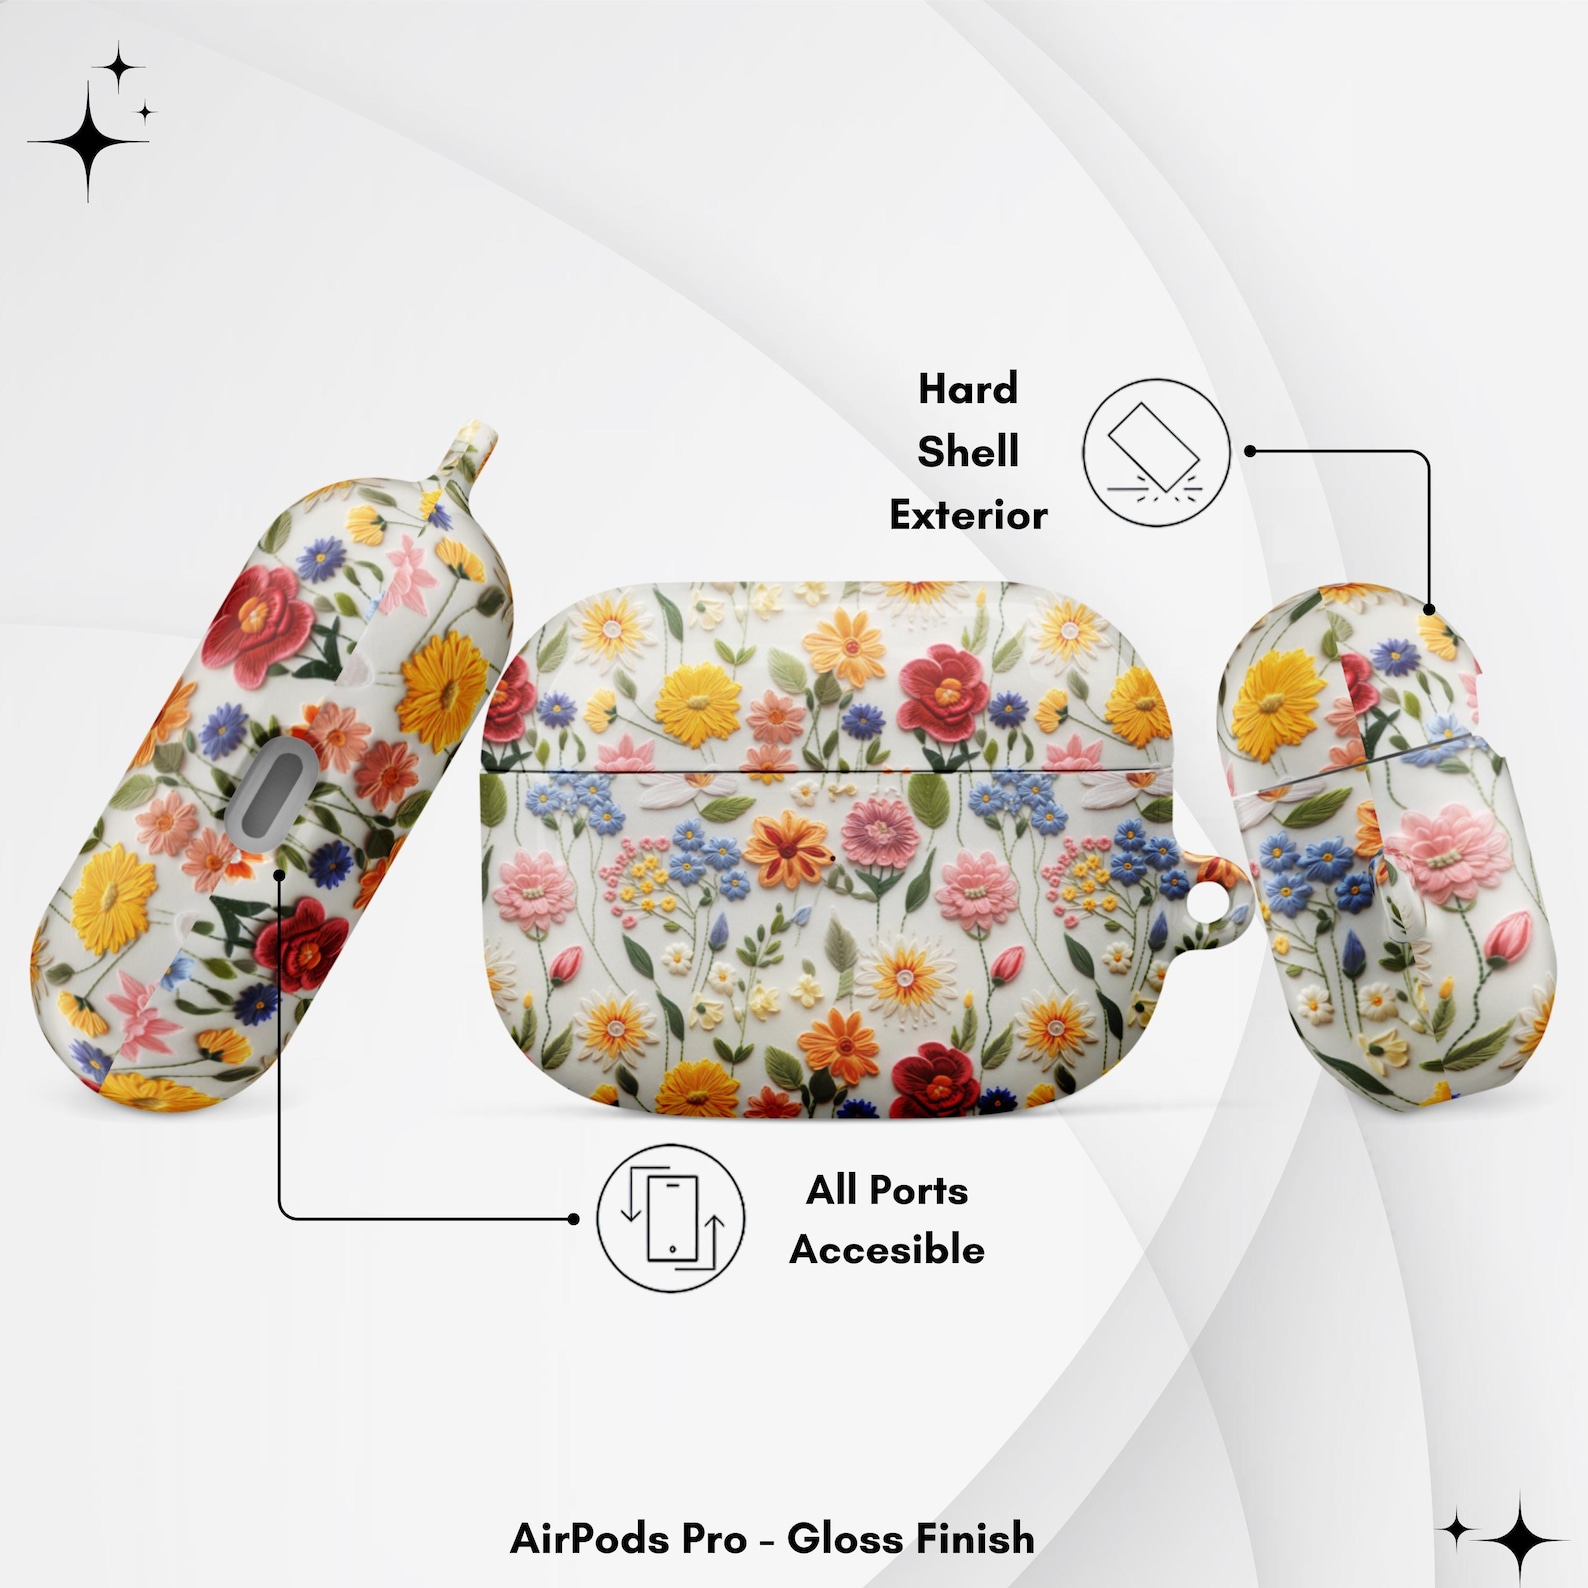 Hard
Shell
Exterior
All Ports
Accesible
AirPods Pro - Gloss Finish